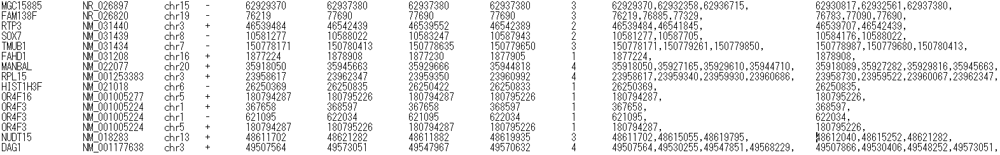 MGC15885 NR_026897 chr15 - 62929370 62937380 62937380 62937380 3 62929370,62932358,62936715, 62930817,62932561,62937380,
FAM138F NR_026820 chr19 - 76219 77690 77690 77690 3 76219,76885,77329, 76783,77090,77690,
RTP3 NM_031440 chr3 + 46539484 46542439 46539552 46542389 2 46539484,46541845, 46539707,46542439,
SOX7 NM_031439 chr8 - 10581277 10588022 10583247 10587943 2 10581277,10587705, 10584176,10588022,
TMUB1 NM_031434 chr7 - 150778171 150780413 150778635 150779650 3 150778171,150779261,150779850, 150778987,150779680,150780413,
FAHD1 NM_031208 chr16 + 1877224 1878908 1877230 1877905 1 1877224, 1878908,
MANBAL NM_022077 chr20 + 35918050 35945663 35929666 35944818 4 35918050,35927165,35929610,35944710, 35918089,35927282,35929816,35945663,
RPL15 NM_001253383 chr3 + 23958617 23962347 23959350 23960992 4 23958617,23959340,23959930,23960686, 23958730,23959522,23960067,23962347,
HIST1H3F NM_021018 chr6 - 26250369 26250835 26250422 26250833 1 26250369, 26250835,
OR4F16 NM_001005277 chr5 + 180794287 180795226 180794287 180795226 1 180794287, 180795226,
OR4F3 NM_001005224 chr1 + 367658 368597 367658 368597 1 367658, 368597,
OR4F3 NM_001005224 chr1 - 621095 622034 621095 622034 1 621095, 622034,
OR4F3 NM_001005224 chr5 + 180794287 180795226 180794287 180795226 1 180794287, 180795226,
NUDT15 NM_018283 chr13 + 48611702 48621282 48611882 48619935 3 48611702,48615055,48619795, 48612040,48615252,48621282,
DAG1 NM_001177638 chr3 + 49507564 49573051 49547967 49570632 4 49507564,49530255,49547851,49568229, 49507866,49530406,49548252,49573051,